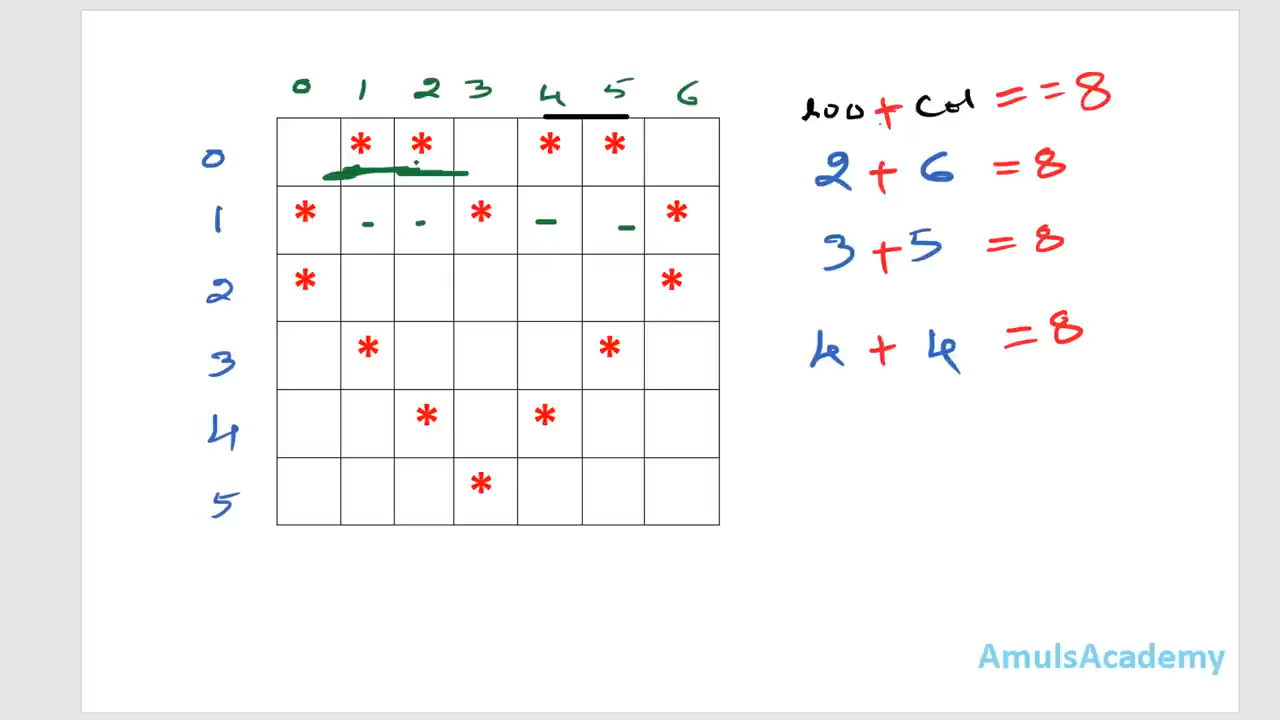 0 1 2 3 4 5 6
0 * * * *
1 * - - * - - *
2 * *
3 * *
4 * *
5 *
row + col == 8
2 + 6 = 8
3 + 5 = 8
4 + 4 = 8
AmulsAcademy